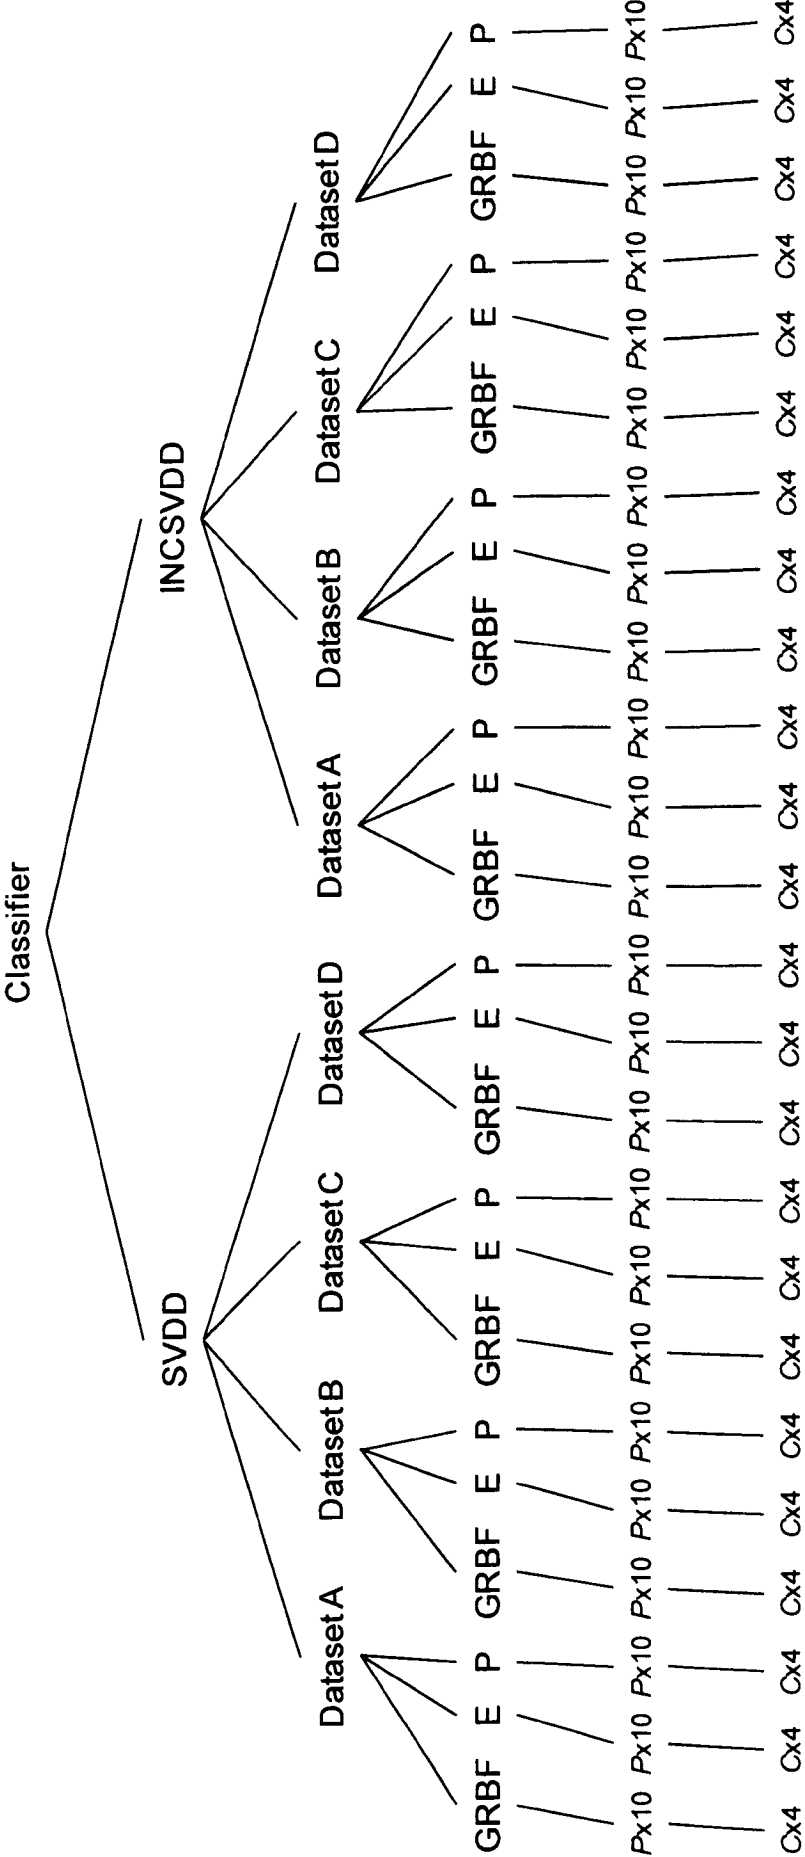 Classifier
SVDD INCSVDD
Dataset A Dataset B Dataset C Dataset D Dataset A Dataset B Dataset C Dataset D
GRBF E P GRBF E P GRBF E P GRBF E P GRBF E P GRBF E P GRBF E P GRBF E P
Px10 Px10 Px10 Px10 Px10 Px10 Px10 Px10 Px10 Px10 Px10 Px10 Px10 Px10 Px10 Px10 Px10 Px10 Px10 Px10 Px10 Px10 Px10 Px10
Cx4 Cx4 Cx4 Cx4 Cx4 Cx4 Cx4 Cx4 Cx4 Cx4 Cx4 Cx4 Cx4 Cx4 Cx4 Cx4 Cx4 Cx4 Cx4 Cx4 Cx4 Cx4 Cx4 Cx4